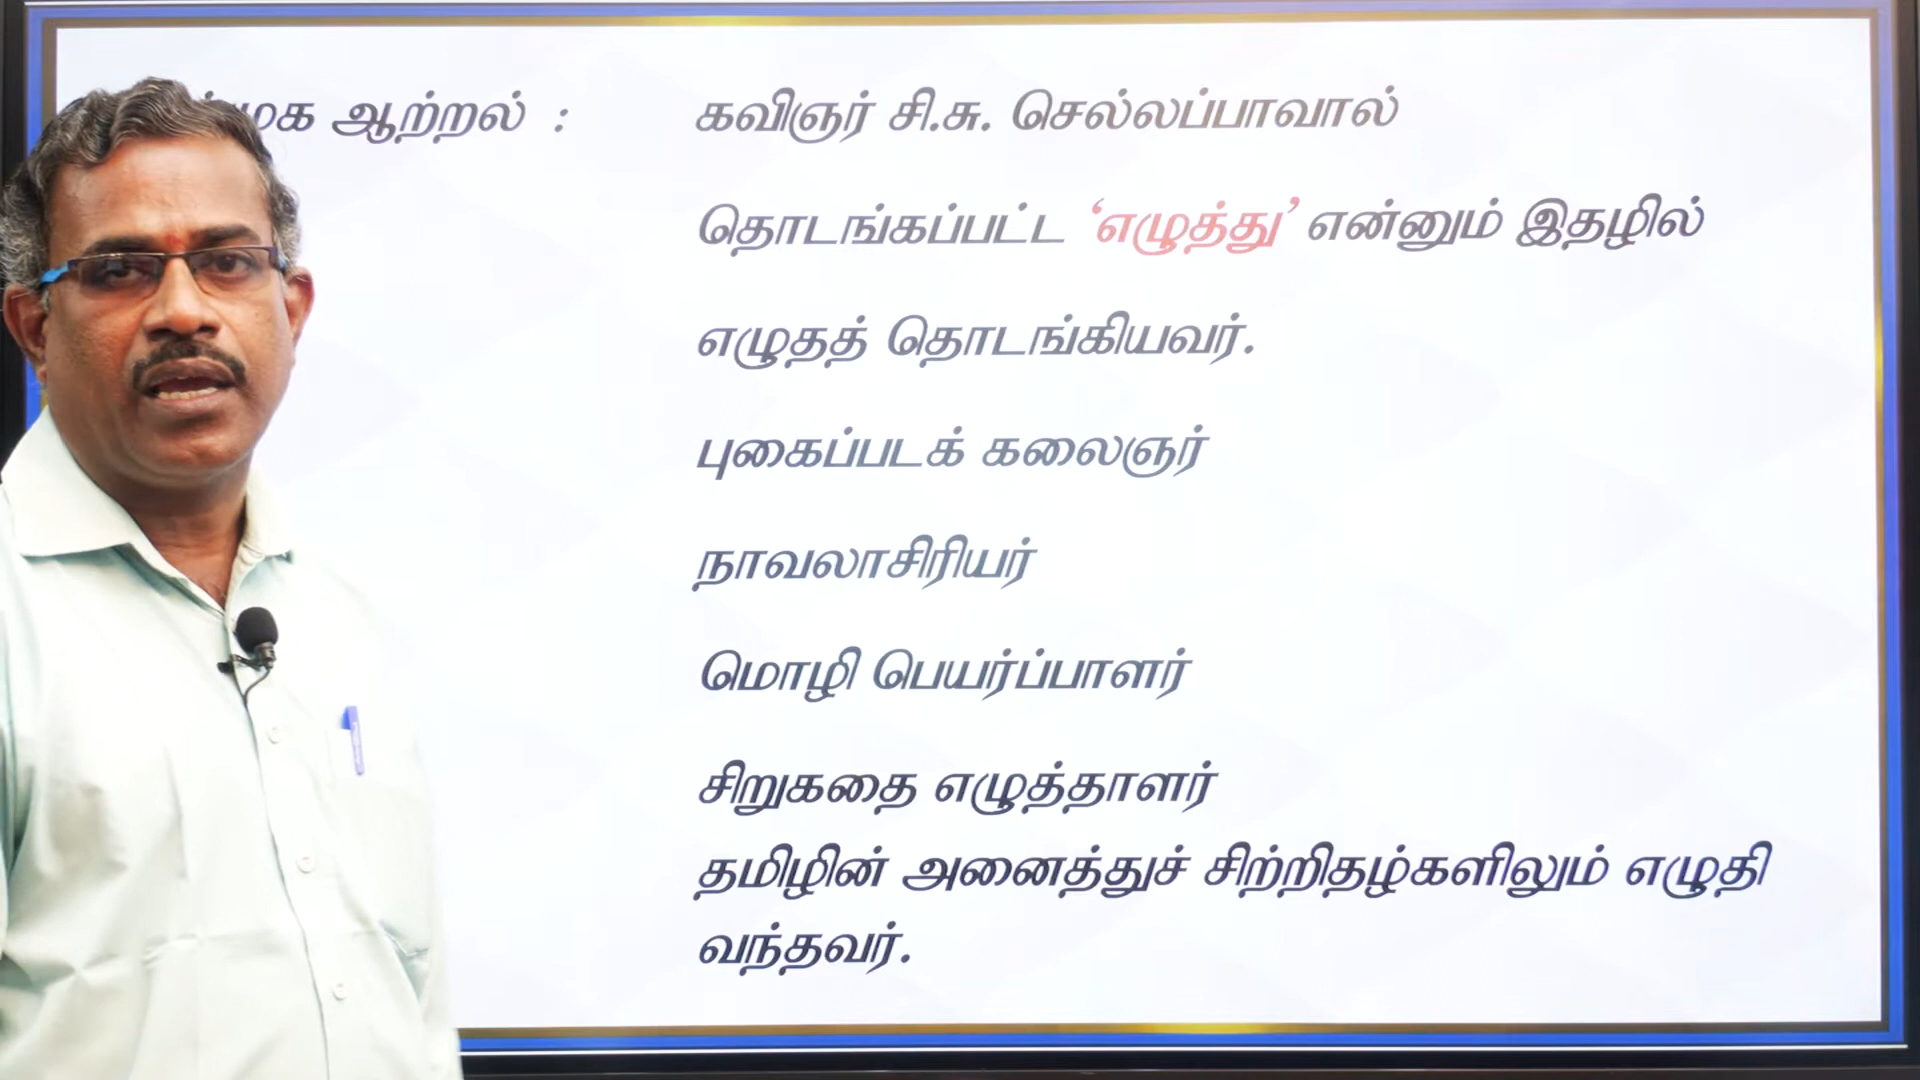 ஆற்றல் : கவிஞர் சி.சு. செல்லப்பாவால்
தொடங்கப்பட்ட ‘எழுத்து’ என்னும் இதழில்
எழுதத் தொடங்கியவர்.
புகைப்படக் கலைஞர்
நாவலாசிரியர்
மொழி பெயர்ப்பாளர்
சிறுகதை எழுத்தாளர்
தமிழின் அனைத்துச் சிற்றிதழ்களிலும் எழுதி
வந்தவர்.